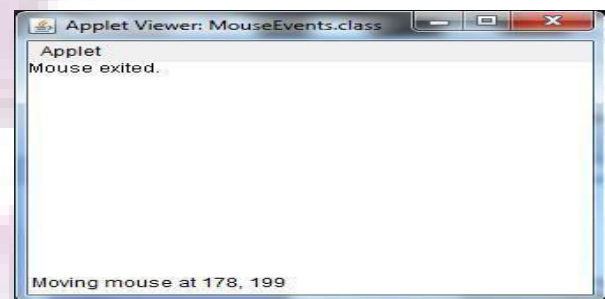 Applet Viewer: MouseEvents.class
Applet
Mouse exited.
Moving mouse at 178, 199